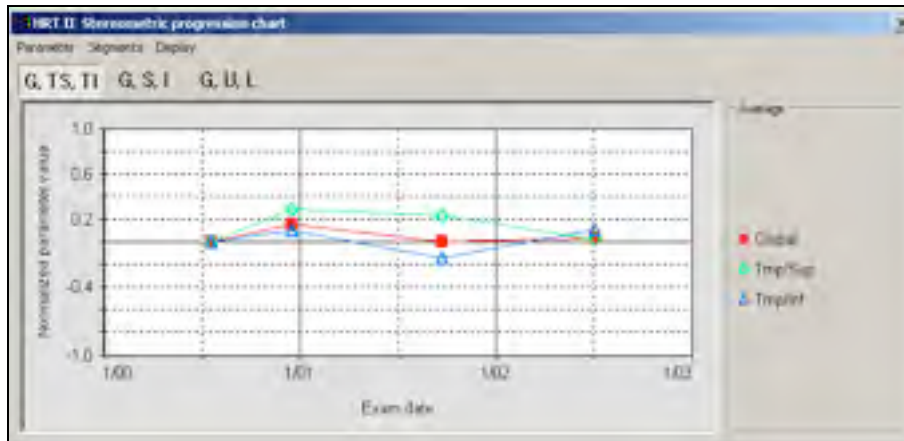 HRT II Stereometric progression chart
Parameter Segments Display
G, TS, TI G, S, I G, U, L
Average
1.0
0.6
0.2
-0.4
-1.0
Normalized parameter value
1/00 1/01 1/02 1/03
Exam date
Global
Tmp/Sup
Tmp/Inf